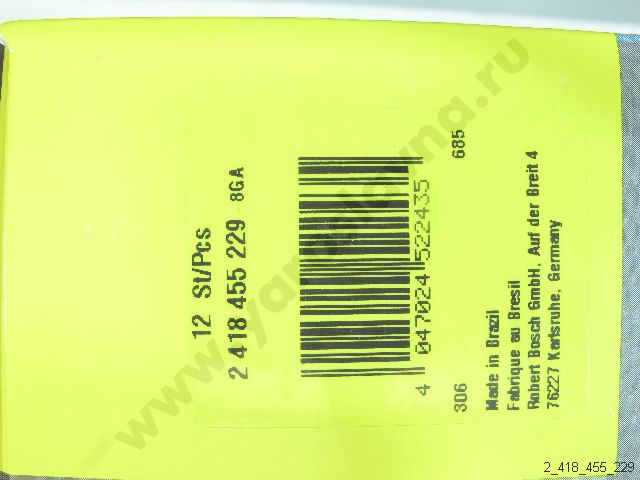 12 St/Pcs
2 418 455 229 8GA
4 047024 522435
306 685
Made in Brazil
Fabrique au Bresil
Robert Bosch GmbH, Auf der Breit 4
76227 Karlsruhe, Germany
www.yaroslavna.ru
2_418_455_229